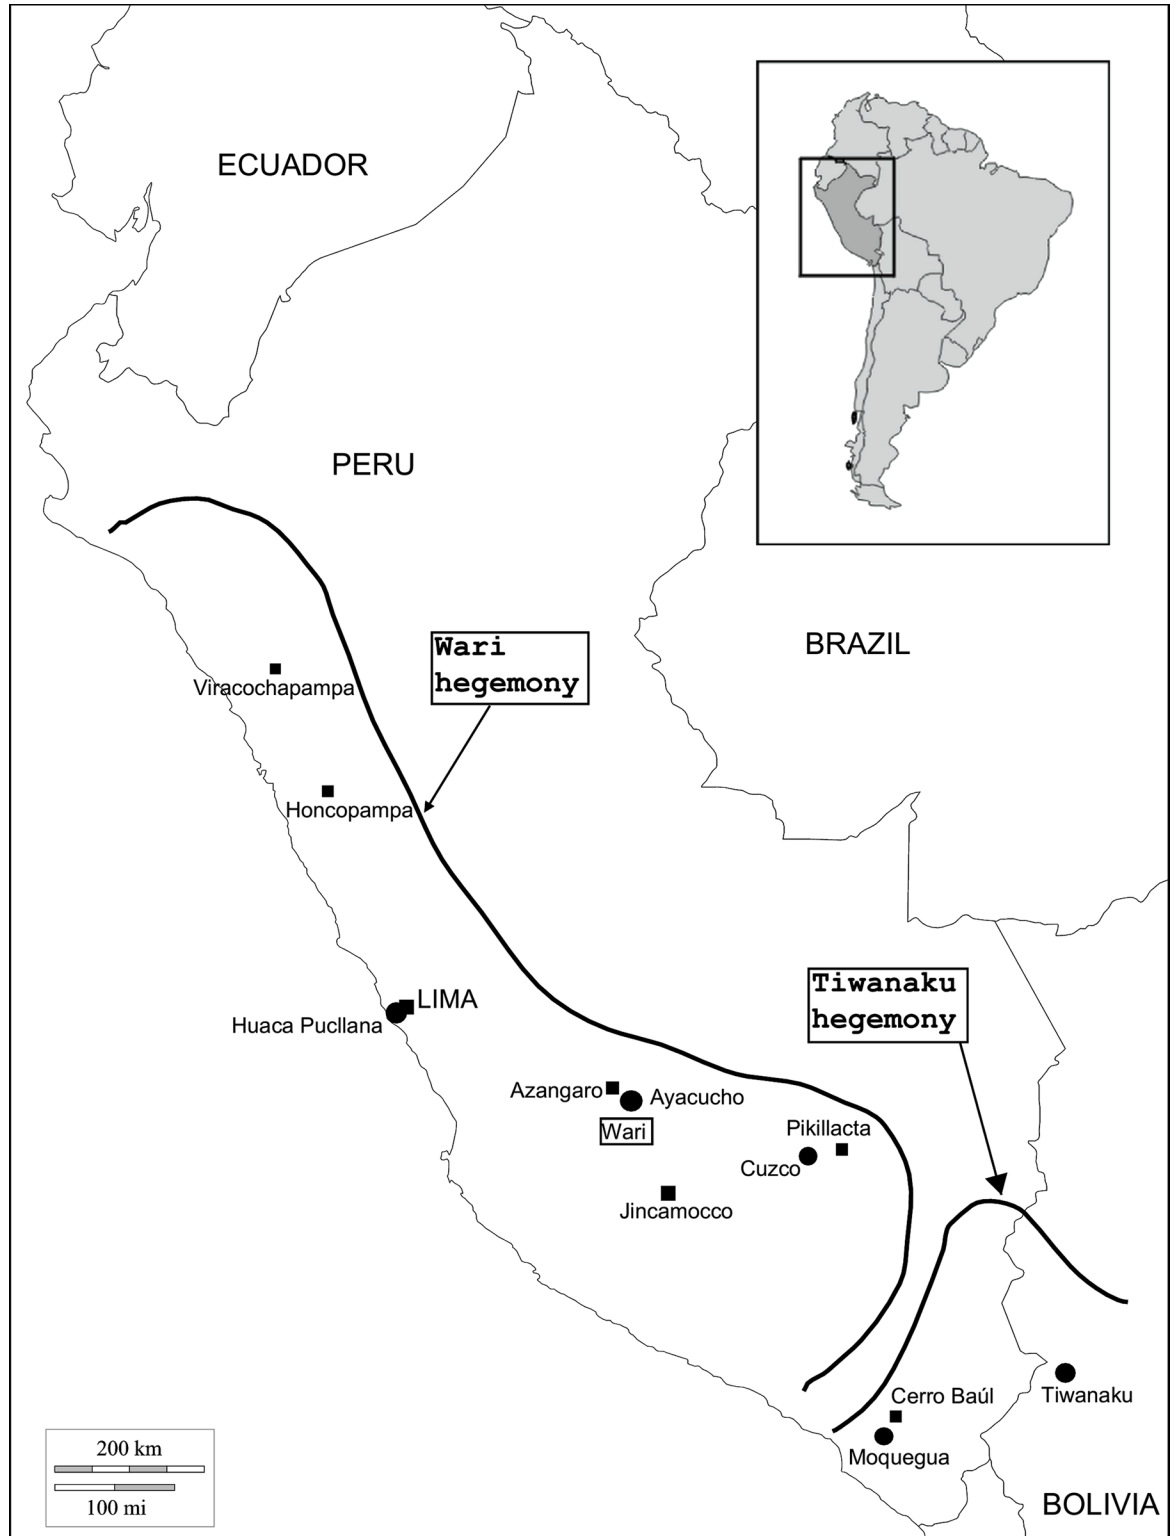 ECUADOR
PERU
Wari
hegemony
BRAZIL
Viracochapampa
Honcopampa
LIMA
Huaca Pucllana
Tiwanaku
hegemony
Azangaro
Ayacucho
Wari
Pikillacta
Cuzco
Jincamocco
Cerro Baúl
Tiwanaku
Moquegua
200 km
100 mi
BOLIVIA